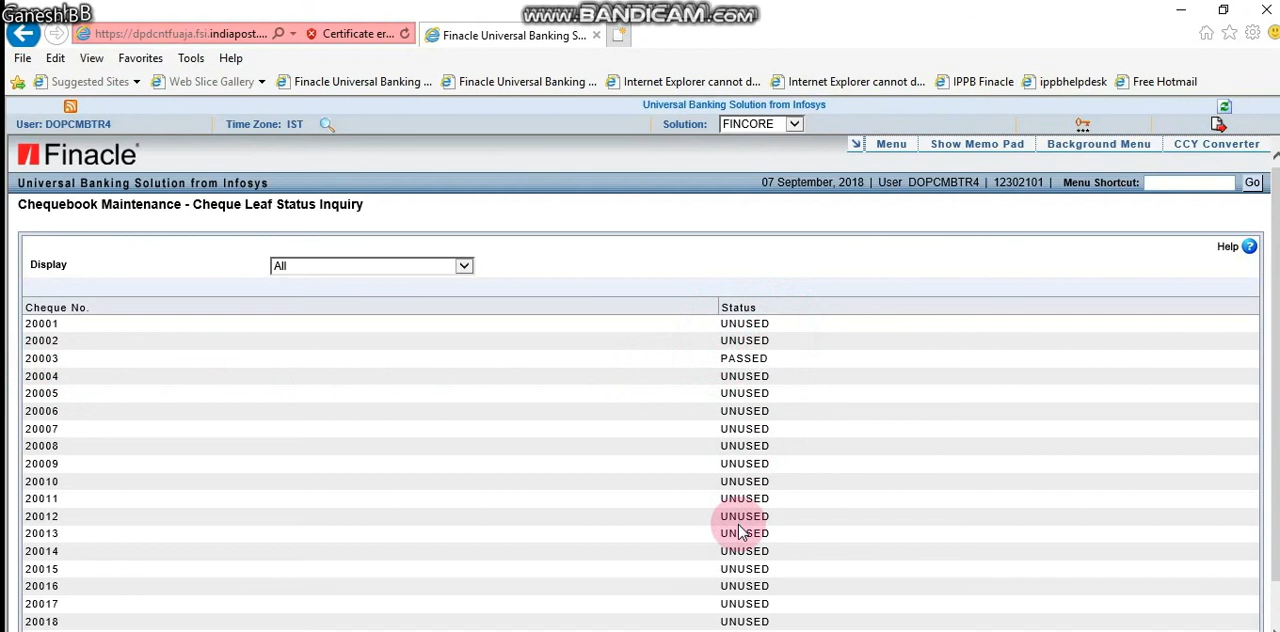 Ganesh.BB
www.BANDICAM.com
https://dpdcntfuaja.fsi.indiapost.... Certificate er... Finacle Universal Banking S...
File Edit View Favorites Tools Help
Suggested Sites Web Slice Gallery Finacle Universal Banking ... Finacle Universal Banking ... Internet Explorer cannot d... Internet Explorer cannot d... IPPB Finacle ippbhelpdesk Free Hotmail
Universal Banking Solution from Infosys
User: DOPCMBTR4 Time Zone: IST Solution: FINCORE
Finacle Menu Show Memo Pad Background Menu CCY Converter
Universal Banking Solution from Infosys 07 September, 2018 | User DOPCMBTR4 | 12302101 | Menu Shortcut: Go
Chequebook Maintenance - Cheque Leaf Status Inquiry
Help ?
Display All
Cheque No. Status
20001 UNUSED
20002 UNUSED
20003 PASSED
20004 UNUSED
20005 UNUSED
20006 UNUSED
20007 UNUSED
20008 UNUSED
20009 UNUSED
20010 UNUSED
20011 UNUSED
20012 UNUSED
20013 UNUSED
20014 UNUSED
20015 UNUSED
20016 UNUSED
20017 UNUSED
20018 UNUSED